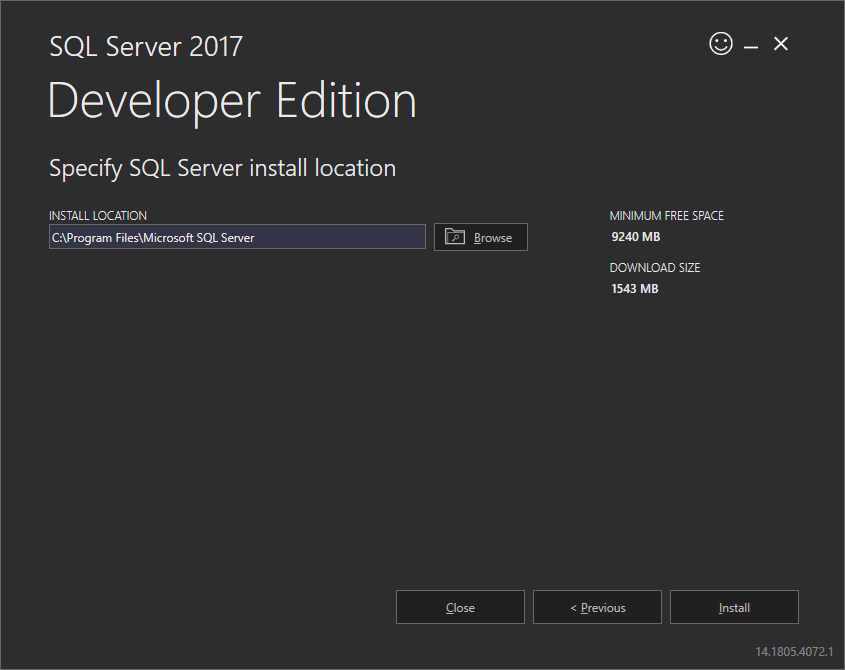 SQL Server 2017
Developer Edition
Specify SQL Server install location
INSTALL LOCATION
C:\Program Files\Microsoft SQL Server
Browse
MINIMUM FREE SPACE
9240 MB
DOWNLOAD SIZE
1543 MB
Close
< Previous
Install
14.1805.4072.1